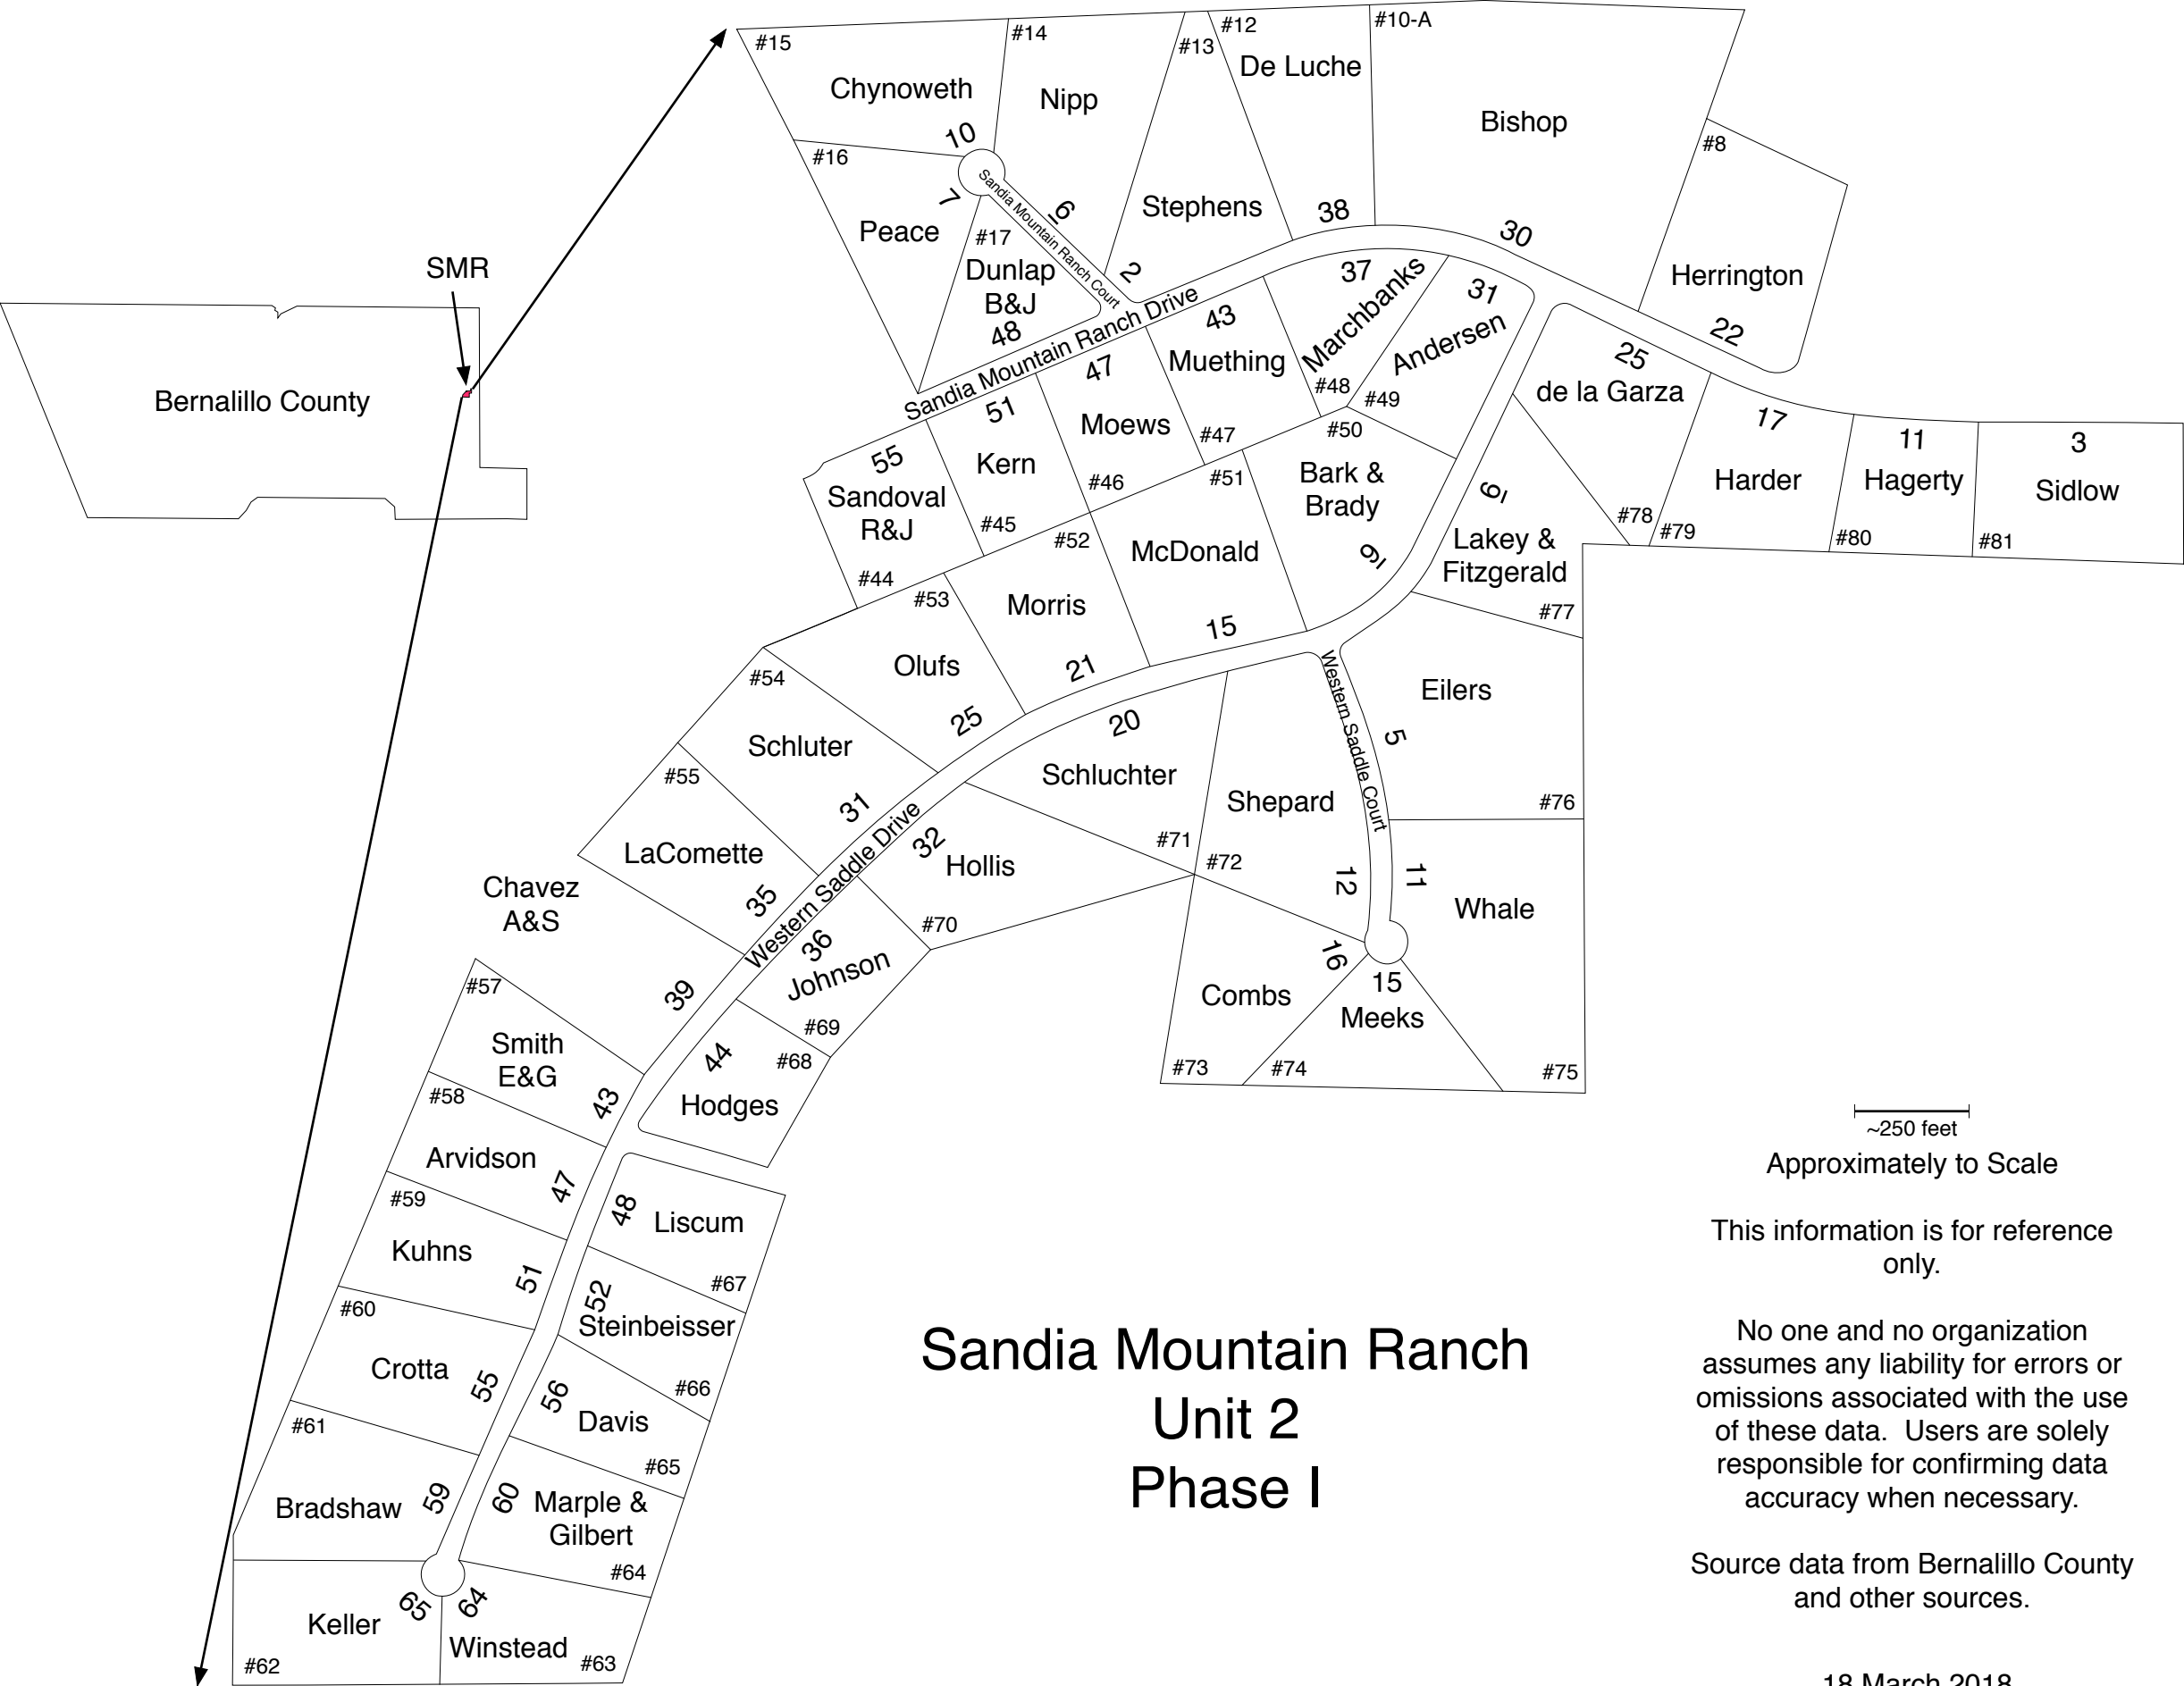 #15
Chynoweth
10
#14
Nipp
6
#13
Stephens
2
#12
De Luche
38
#10-A
Bishop
30
#8
Herrington
22
#16
7
Peace
#17
Dunlap
B&J
48
Sandia Mountain Ranch Court
Sandia Mountain Ranch Drive
SMR
Bernalillo County
55
Sandoval
R&J
#44
51
Kern
#45
47
Moews
#46
43
Muething
#47
37
Marchbanks
#48
31
Andersen
#49
25
de la Garza
#78
17
Harder
#79
11
Hagerty
#80
3
Sidlow
#81
#50
Bark &
Brady
9
#51
McDonald
15
#52
Morris
21
#53
Olufs
25
6
Lakey &
Fitzgerald
#77
Eilers
5
#76
Western Saddle Court
#54
Schluter
31
#55
LaComette
35
Chavez
A&S
39
Western Saddle Drive
20
Schluchter
#71
Shepard
#72
12
11
Whale
#75
32
Hollis
#70
36
Johnson
#69
16
Combs
#73
15
Meeks
#74
44
#68
Hodges
#57
Smith
E&G
43
#58
Arvidson
47
#59
Kuhns
51
#60
Crotta
55
#61
Bradshaw
59
48
Liscum
#67
52
Steinbeisser
#66
56
Davis
#65
60
Marple &
Gilbert
#64
65
Keller
#62
64
Winstead
#63
Sandia Mountain Ranch
Unit 2
Phase I
~250 feet
Approximately to Scale
This information is for reference
only.
No one and no organization
assumes any liability for errors or
omissions associated with the use
of these data.  Users are solely
responsible for confirming data
accuracy when necessary.
Source data from Bernalillo County
and other sources.
18 March 2018